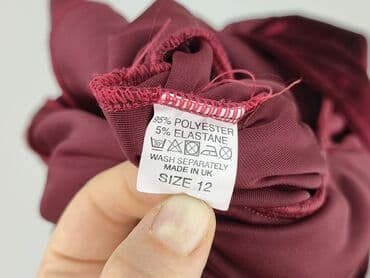 95% POLYESTER
5% ELASTANE
WASH SEPARATELY
MADE IN UK
SIZE 12